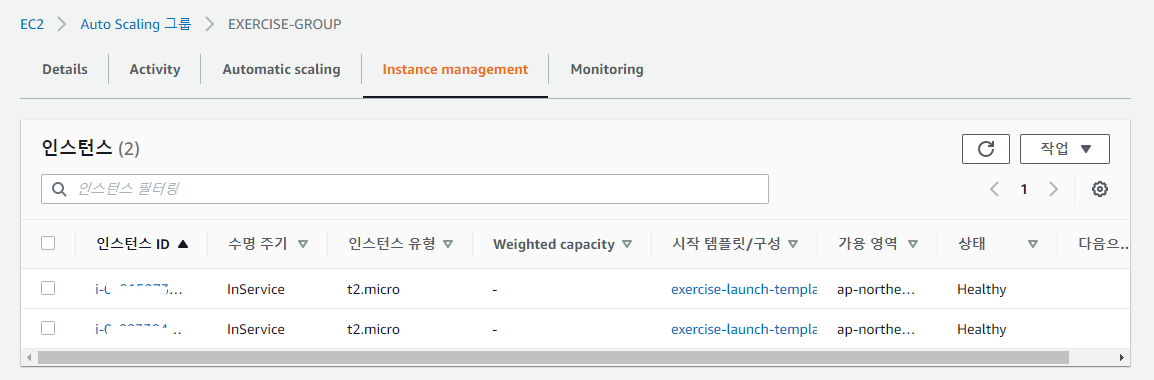 EC2 > Auto Scaling 그룹 > EXERCISE-GROUP
Details Activity Automatic scaling Instance management Monitoring
인스턴스 (2)
작업
인스턴스 필터링
1
인스턴스 ID 수명 주기 인스턴스 유형 Weighted capacity 시작 템플릿/구성 가용 영역 상태 다음으...
InService t2.micro - exercise-launch-templa ap-northe... Healthy
InService t2.micro - exercise-launch-templa ap-northe... Healthy